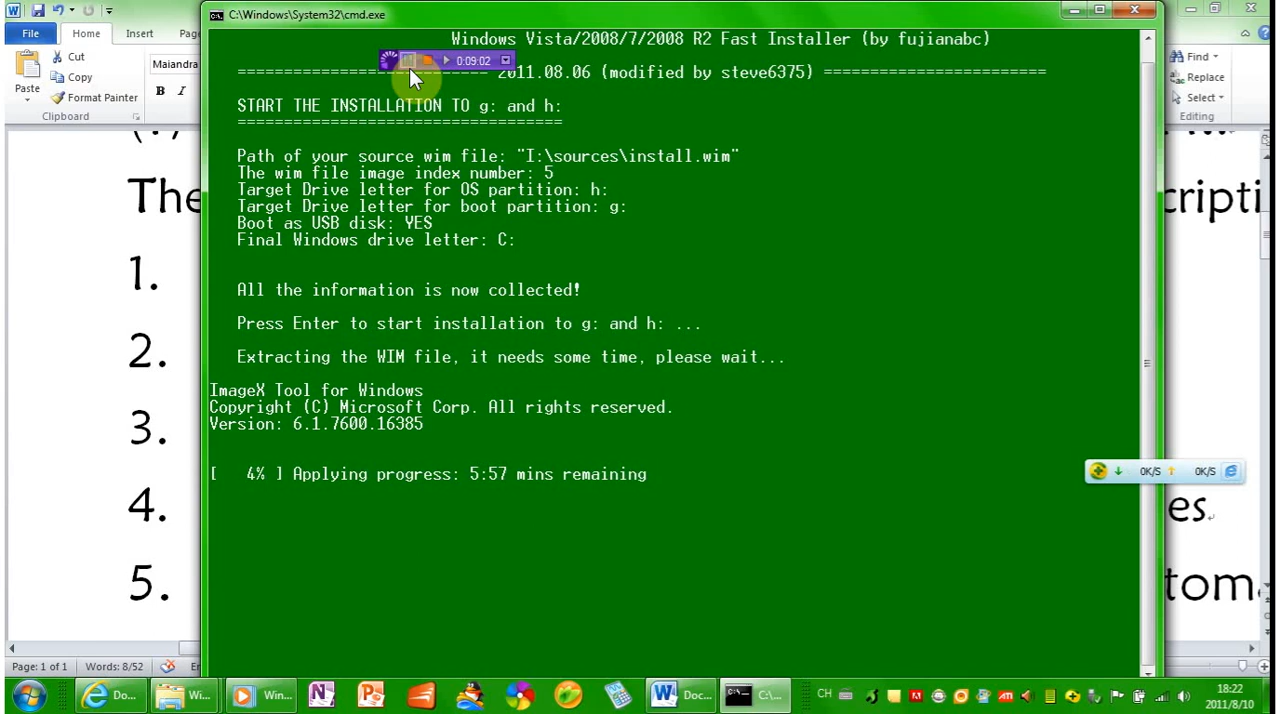 C:\Windows\System32\cmd.exe
File
Home
Insert
Cut
Copy
Format Painter
Paste
Clipboard
Maiandra
B I
Find
Replace
Select
Editing
Windows Vista/2008/7/2008 R2 Fast Installer (by fujianabc)
0:09:02
=========================== 2011.08.06 (modified by steve6375) ========================
START THE INSTALLATION TO g: and h:
===================================
Path of your source wim file: "I:\sources\install.wim"
The wim file image index number: 5
Target Drive letter for OS partition: h:
Target Drive letter for boot partition: g:
Boot as USB disk: YES
Final Windows drive letter: C:
All the information is now collected!
Press Enter to start installation to g: and h: ...
Extracting the WIM file, it needs some time, please wait...
ImageX Tool for Windows
Copyright (C) Microsoft Corp. All rights reserved.
Version: 6.1.7600.16385
[   4% ] Applying progress: 5:57 mins remaining
The
1.
2.
3.
4.
5.
0K/S 0K/S
Page: 1 of 1 Words: 8/52
Do... Wi... Win... Doc... C:\...
CH
18:22
2011/8/10